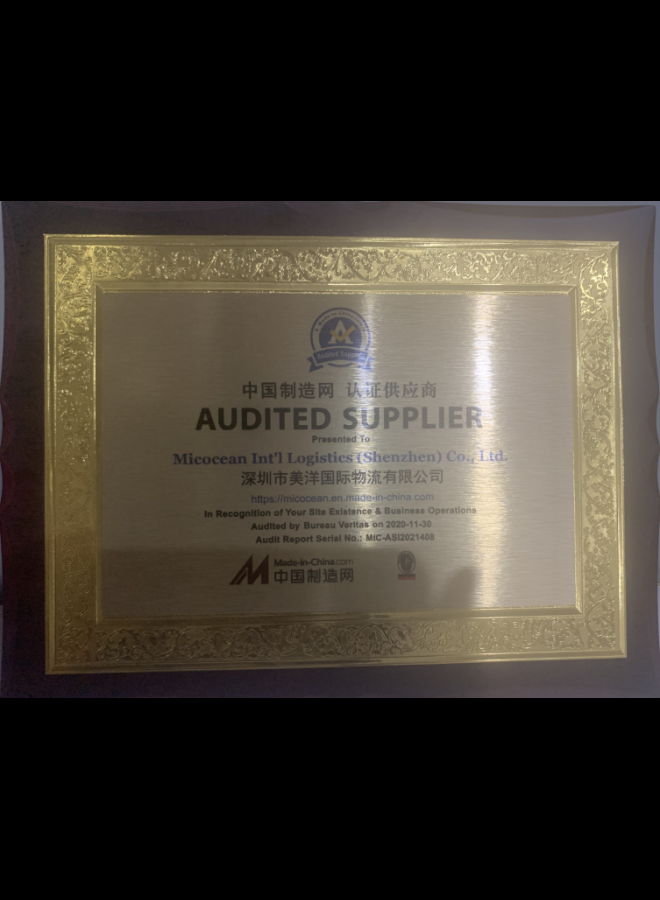 Audited Supplier
中国制造网 认证供应商
AUDITED SUPPLIER
Presented To
Micocean Int'l Logistics (Shenzhen) Co., Ltd.
深圳市美洋国际物流有限公司
https://micocean.en.made-in-china.com
In Recognition of Your Site Existence & Business Operations
Audited by Bureau Veritas on 2020-11-30
Audit Report Serial No.: MIC-ASI2021408
Made-in-China.com
中国制造网